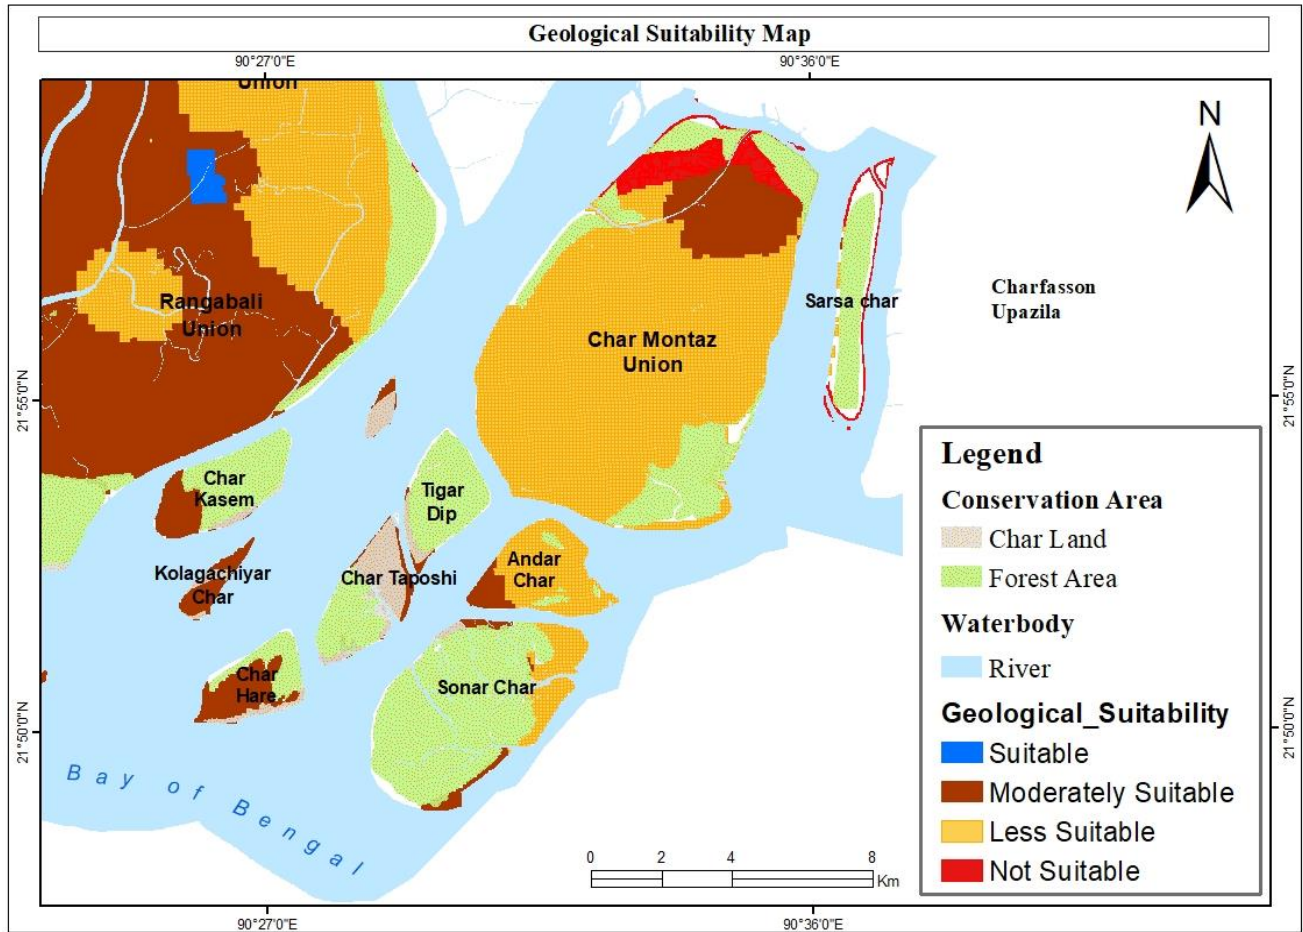 Geological Suitability Map
90°27'0"E
90°36'0"E
Union
N
Rangabali
Union
Sarsa char
Charfasson
Upazila
Char Montaz
Union
21°55'0"N
21°55'0"N
Char
Kasem
Tigar
Dip
Kolagachiyar
Char
Char Taposhi
Andar
Char
Char
Hare
Sonar Char
21°50'0"N
21°50'0"N
Bay of Bengal
Legend
Conservation Area
Char Land
Forest Area
Waterbody
River
Geological_Suitability
Suitable
Moderately Suitable
Less Suitable
Not Suitable
0 2 4 8
Km
90°27'0"E
90°36'0"E